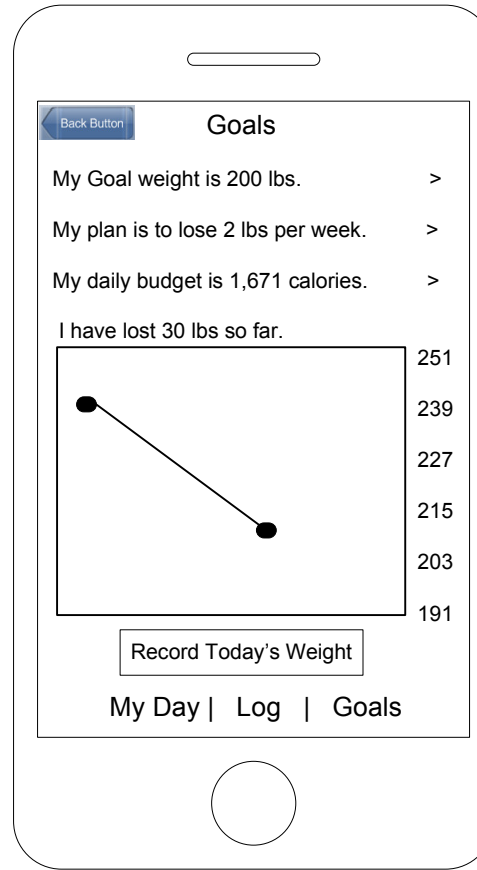 Back Button
Goals
My Goal weight is 200 lbs. >
My plan is to lose 2 lbs per week. >
My daily budget is 1,671 calories. >
I have lost 30 lbs so far.
251
239
227
215
203
191
Record Today's Weight
My Day | Log | Goals